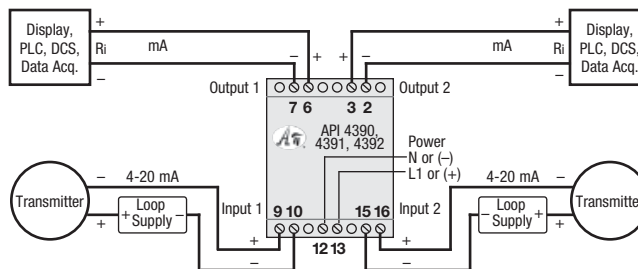 Display,
PLC, DCS,
Data Acq.
+
Ri
–
mA
– +
Output 1
7 6
+ –
3 2
Output 2
mA
+
Ri
–
Display,
PLC, DCS,
Data Acq.
API 4390,
4391, 4392
Power
N or (–)
L1 or (+)
Transmitter
–
4-20 mA
+
+ Loop –
Supply
Input 1
9 10
+
–
12 13
Input 2
15 16
+
–
4-20 mA
–
– Loop +
Supply
+
Transmitte